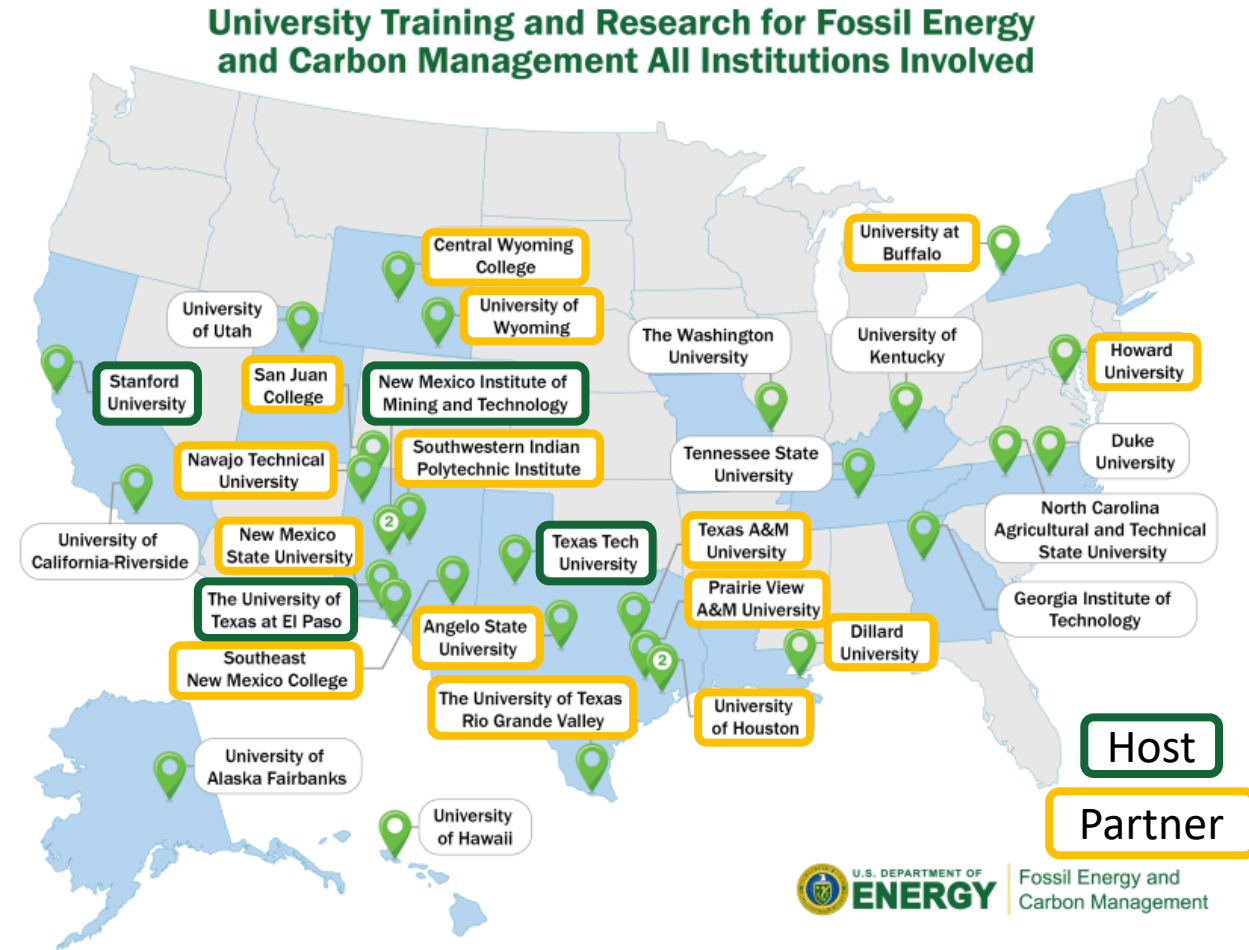 University Training and Research for Fossil Energy
and Carbon Management All Institutions Involved
Central Wyoming
College
University at
Buffalo
University
of Utah
University of
Wyoming
The Washington
University
University of
Kentucky
Howard
University
Stanford
University
San Juan
College
New Mexico Institute of
Mining and Technology
Navajo Technical
University
Southwestern Indian
Polytechnic Institute
Tennessee State
University
Duke
University
University of
California-Riverside
New Mexico
State University
2
Texas Tech
University
Texas A&M
University
North Carolina
Agricultural and Technical
State University
The University of
Texas at El Paso
Prairie View
A&M University
Georgia Institute of
Technology
Southeast
New Mexico College
Angelo State
University
Dillard
University
2
The University of Texas
Rio Grande Valley
University
of Houston
University of
Alaska Fairbanks
University
of Hawaii
Host
Partner
U.S. DEPARTMENT OF
ENERGY
Fossil Energy and
Carbon Management